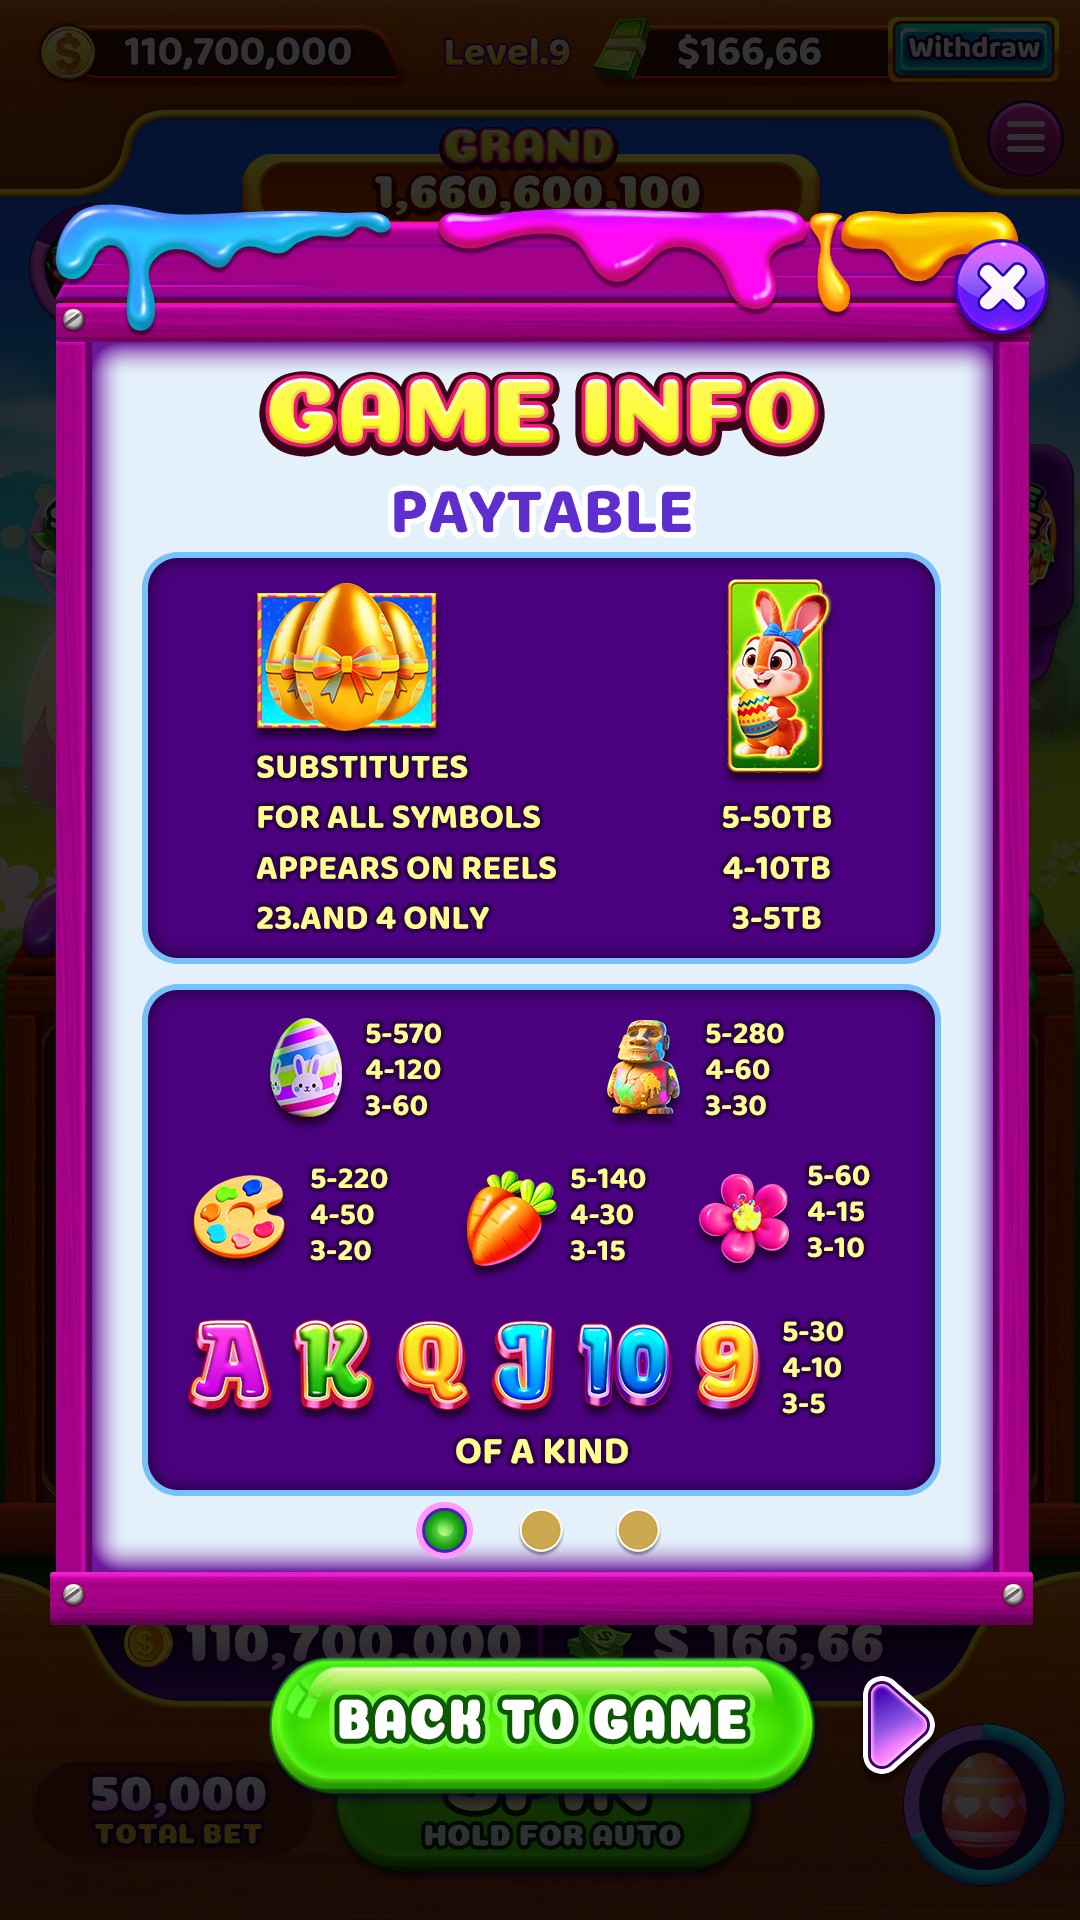 110,700,000
Level.9
$166,66
Withdraw
GRAND
1,660,600,100
GAME INFO
PAYTABLE
SUBSTITUTES
FOR ALL SYMBOLS
APPEARS ON REELS
23.AND 4 ONLY
5-50TB
4-10TB
3-5TB
5-570
4-120
3-60
5-280
4-60
3-30
5-220
4-50
3-20
5-140
4-30
3-15
5-60
4-15
3-10
A K Q J 10 9
5-30
4-10
3-5
OF A KIND
110,700,000
$ 166,66
BACK TO GAME
50,000
TOTAL BET
SPIN
HOLD FOR AUTO